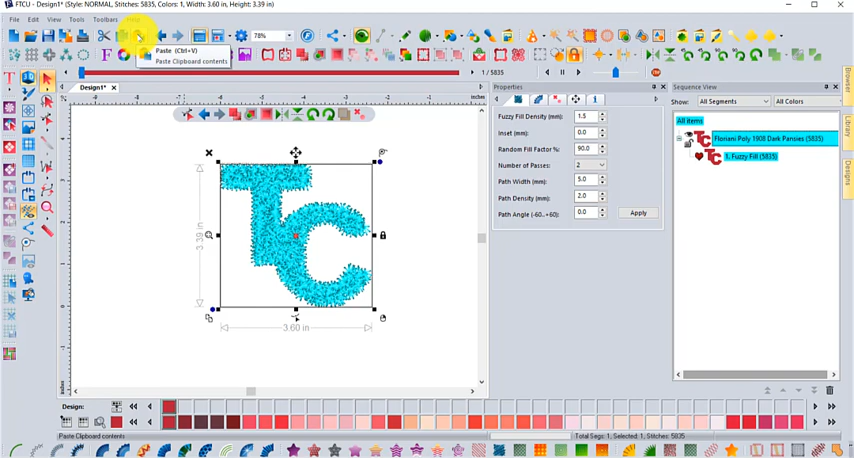 FTCU - Design1* (Style: NORMAL, Stitches: 5835, Colors: 1, Width: 3.60 in, Height: 3.39 in)
File Edit View Tools Toolbars Help
78%
Paste (Ctrl+V)
Paste Clipboard contents
1 / 5835
Design1* ×
inches
3.39 in
3.60 in
TC
Properties
Fuzzy Fill Density (mm): 1.5
Inset (mm): 0.0
Random Fill Factor %: 90.0
Number of Passes: 2
Path Width (mm): 5.0
Path Density (mm): 2.0
Path Angle (-60..+60): 0.0
Apply
Sequence View
Show: All Segments All Colors
All items
Floriani Poly 1908 Dark Pansies (5835)
1. Fuzzy Fill (5835)
Browser
Library
Designs
Design:
Paste Clipboard contents
Total Segs: 1, Selected: 1, Stitches: 5835